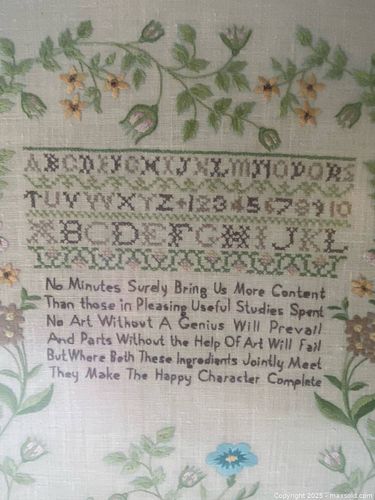 ABCDEFGHIJKLMNOPQRS
TUVWXYZ+12345678910
ABCDEFGHIJKL
No Minutes Surely Bring Us More Content
Than those in Pleasing Useful Studies Spent
No Art Without A Genius Will Prevail
And Parts Without the Help Of Art Will Fail
But Where Both These Ingredients Jointly Meet
They Make The Happy Character Complete
© Copyright 2025 - maxsold.com